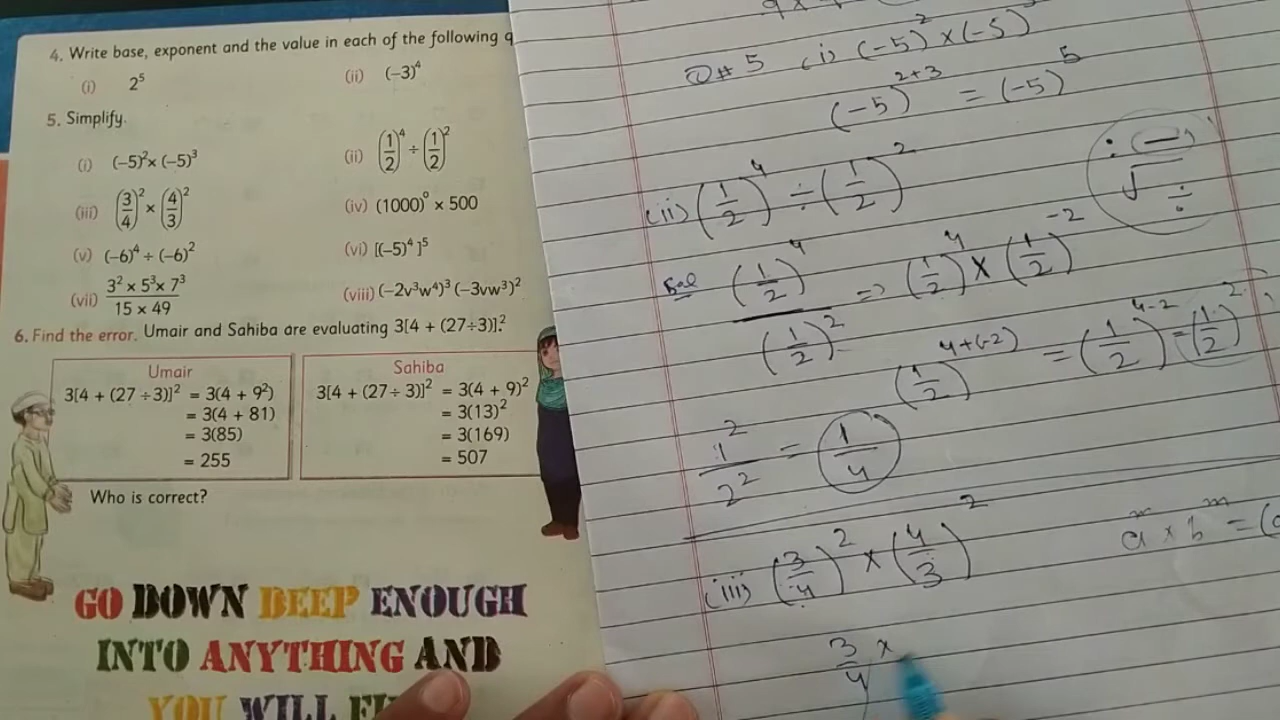 4. Write base, exponent and the value in each of the following q
(i) 2⁵ (ii) (-3)⁴
5. Simplify.
(i) (-5)²× (-5)³ (ii) (1/2)⁴ ÷ (1/2)²
(iii) (3/4)² × (4/3)² (iv) (1000)⁰ × 500
(v) (-6)⁴ ÷ (-6)² (vi) [(-5)⁴ ]⁵
(vii) 3² × 5³× 7³ / 15 × 49 (viii) (-2v³w⁴)³ (-3vw³)²
6. Find the error. Umair and Sahiba are evaluating 3[4 + (27÷3)]².
Umair
3[4 + (27 ÷3)]² = 3(4 + 9²)
= 3(4 + 81)
= 3(85)
= 255
Sahiba
3[4 + (27 ÷ 3)]² = 3(4 + 9)²
= 3(13)²
= 3(169)
= 507
Who is correct?
GO DOWN DEEP ENOUGH
INTO ANYTHING AND
YOU WILL
Q# 5 (i) (-5)² × (-5)
(-5)²⁺³ = (-5)⁵
(ii) (1/2)⁴ ÷ (1/2)²
Sol (1/2)⁴ / (1/2)² => (1/2)⁴ × (1/2)⁻²
(1/2)⁴⁺⁽⁻²⁾ = (1/2)⁴⁻² = (1/2)²
1²/2² = 1/4
(iii) (3/4)² × (4/3)²
aᵐ × bᵐ = (
3/4 ×
÷ (—)
√ ÷